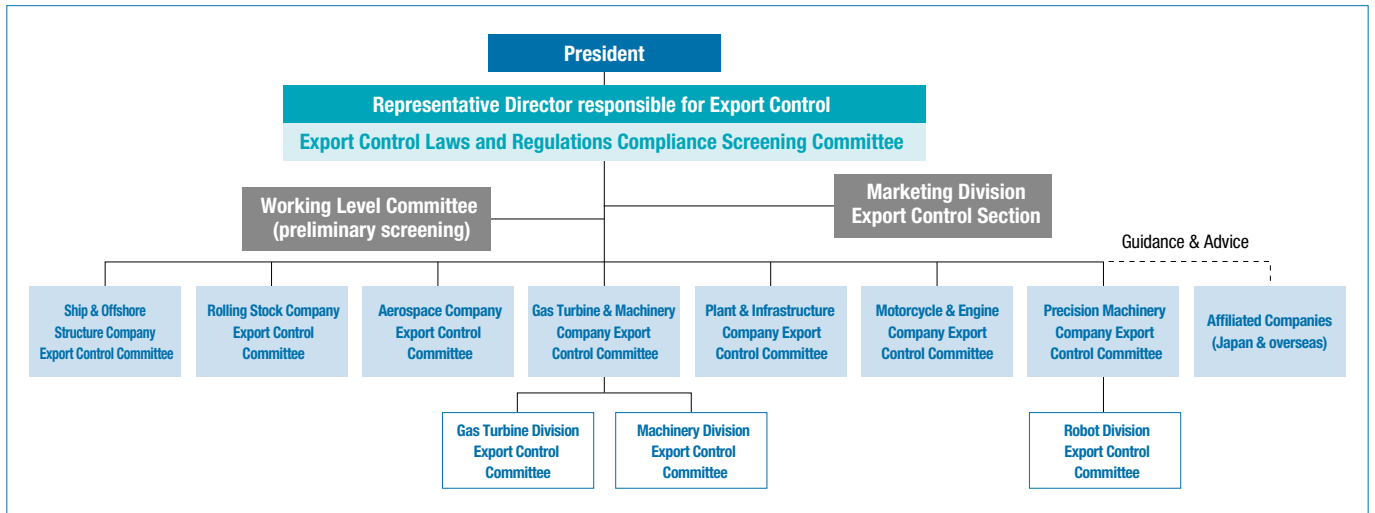 President
Representative Director responsible for Export Control
Export Control Laws and Regulations Compliance Screening Committee
Working Level Committee
(preliminary screening)
Marketing Division
Export Control Section
Guidance & Advice
Ship & Offshore
Structure Company
Export Control Committee
Rolling Stock Company
Export Control
Committee
Aerospace Company
Export Control
Committee
Gas Turbine & Machinery
Company Export
Control Committee
Plant & Infrastructure
Company Export
Control Committee
Motorcycle & Engine
Company Export
Control Committee
Precision Machinery
Company Export
Control Committee
Affiliated Companies
(Japan & overseas)
Gas Turbine Division
Export Control
Committee
Machinery Division
Export Control
Committee
Robot Division
Export Control
Committee